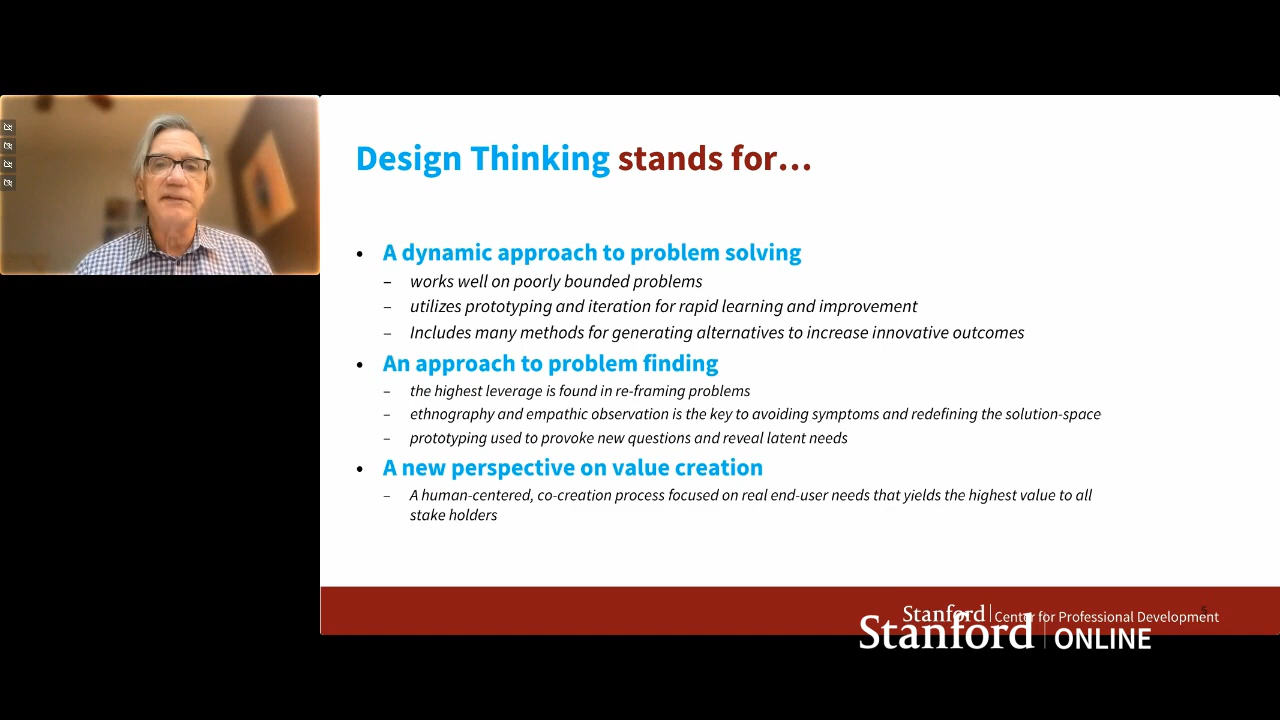 Design Thinking stands for...
• A dynamic approach to problem solving
– works well on poorly bounded problems
– utilizes prototyping and iteration for rapid learning and improvement
– Includes many methods for generating alternatives to increase innovative outcomes
• An approach to problem finding
– the highest leverage is found in re-framing problems
– ethnography and empathic observation is the key to avoiding symptoms and redefining the solution-space
– prototyping used to provoke new questions and reveal latent needs
• A new perspective on value creation
– A human-centered, co-creation process focused on real end-user needs that yields the highest value to all
stake holders
Stanford | Center for Professional Development
Stanford | ONLINE